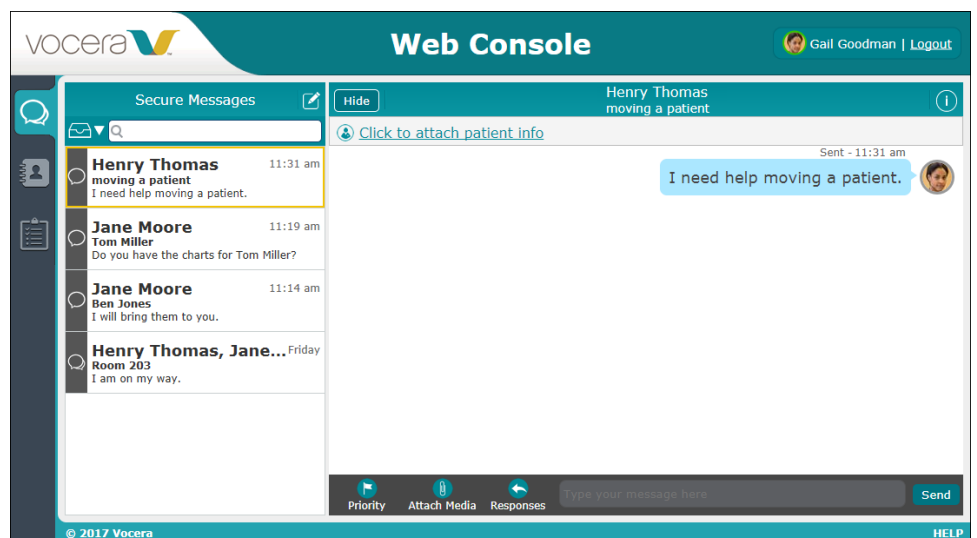 vocera
Web Console
Gail Goodman | Logout
Secure Messages
Henry Thomas 11:31 am
moving a patient
I need help moving a patient.
Jane Moore 11:19 am
Tom Miller
Do you have the charts for Tom Miller?
Jane Moore 11:14 am
Ben Jones
I will bring them to you.
Henry Thomas, Jane... Friday
Room 203
I am on my way.
Hide
Henry Thomas
moving a patient
Click to attach patient info
Sent - 11:31 am
I need help moving a patient.
Priority Attach Media Responses
Type your message here
Send
© 2017 Vocera
HELP